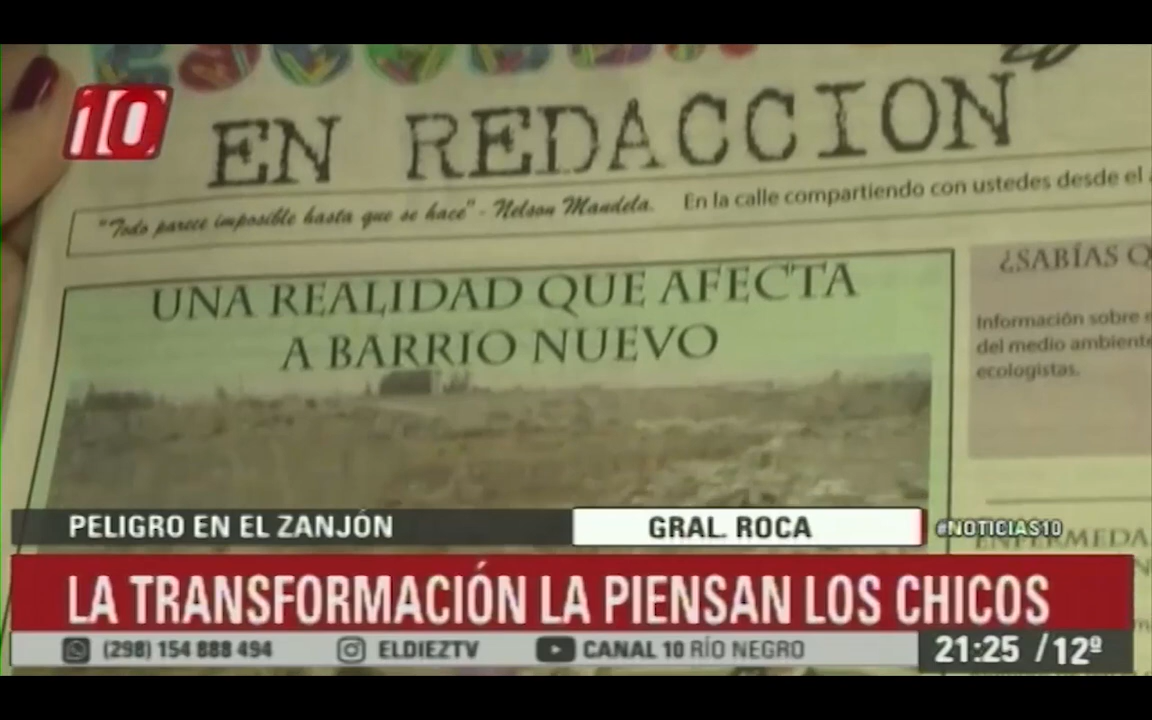 10
EN REDACCION
"Todo parece imposible hasta que se hace" - Nelson Mandela.
En la calle compartiendo con ustedes desde el
UNA REALIDAD QUE AFECTA
A BARRIO NUEVO
¿SABÍAS Q
Información sobre e
del medio ambiente
ecologistas.
PELIGRO EN EL ZANJÓN
GRAL. ROCA
#NOTICIAS10
ENFERMEDA
LA TRANSFORMACIÓN LA PIENSAN LOS CHICOS
(298) 154 888 494
ELDIEZTV
CANAL 10 RÍO NEGRO
21:25 / 12º